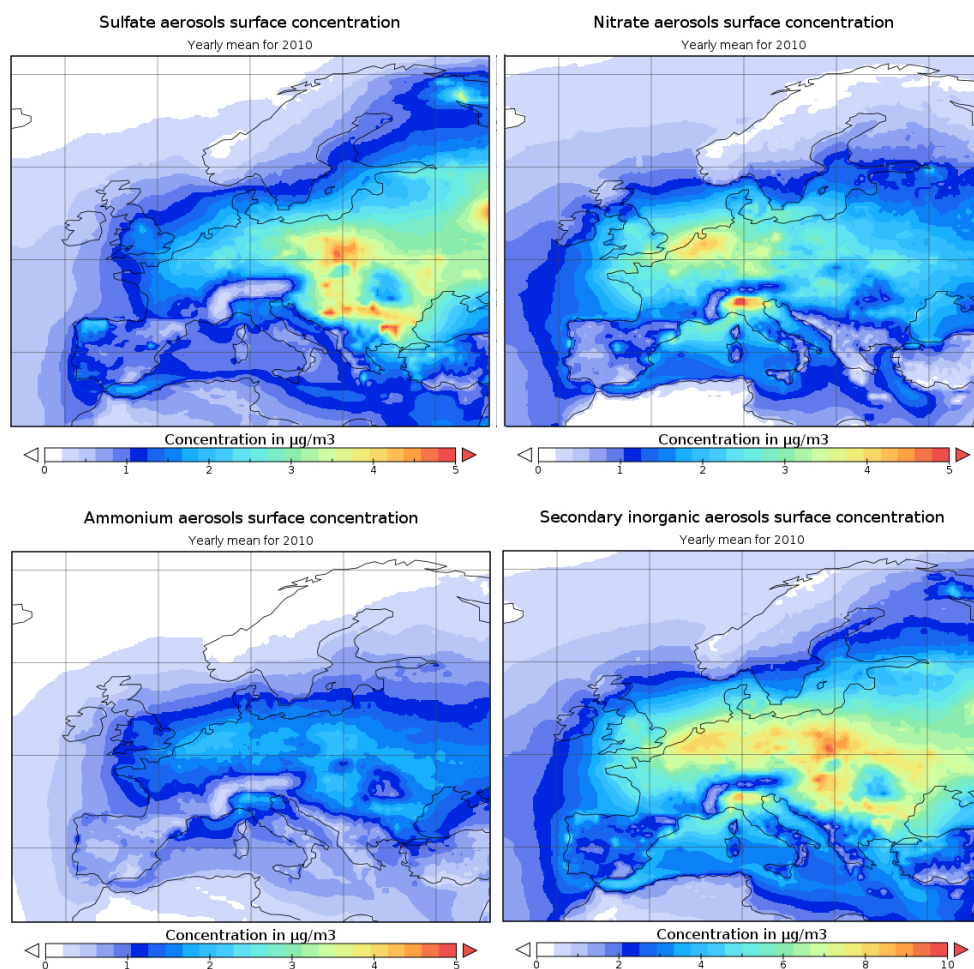 Sulfate aerosols surface concentration
Yearly mean for 2010
Concentration in µg/m3
0 1 2 3 4 5
Nitrate aerosols surface concentration
Yearly mean for 2010
Concentration in µg/m3
0 1 2 3 4 5
Ammonium aerosols surface concentration
Yearly mean for 2010
Concentration in µg/m3
0 1 2 3 4 5
Secondary inorganic aerosols surface concentration
Yearly mean for 2010
Concentration in µg/m3
0 2 4 6 8 10